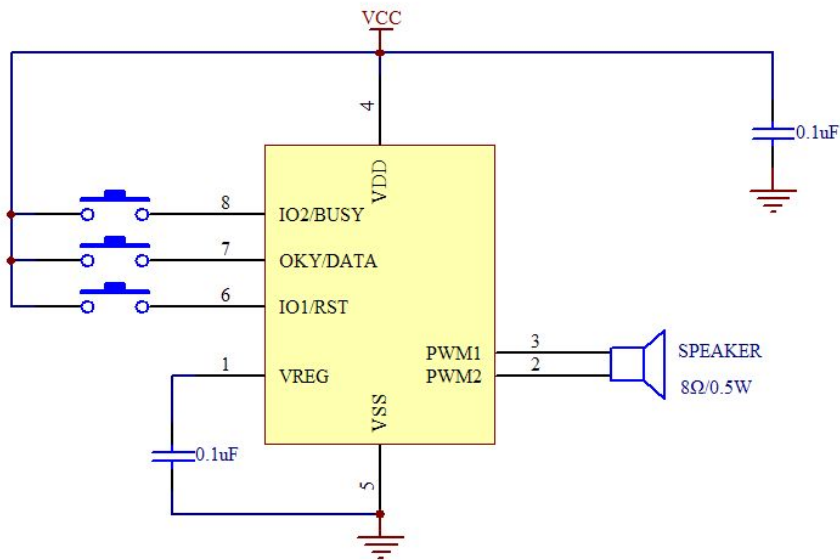 VCC
4
0.1uF
VDD
8 IO2/BUSY
7 OKY/DATA
6 IO1/RST
PWM1 3 SPEAKER
1 VREG PWM2 2
8Ω/0.5W
VSS
0.1uF
5